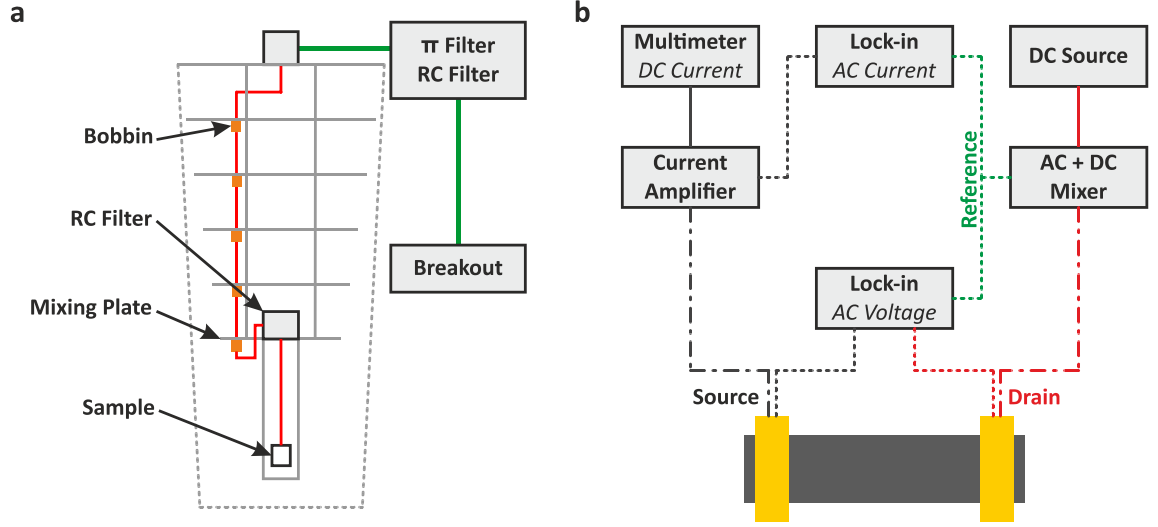 a
π Filter
RC Filter
Bobbin
RC Filter
Mixing Plate
Breakout
Sample
b
Multimeter
DC Current
Lock-in
AC Current
DC Source
Current
Amplifier
Reference
AC + DC
Mixer
Lock-in
AC Voltage
Source
Drain